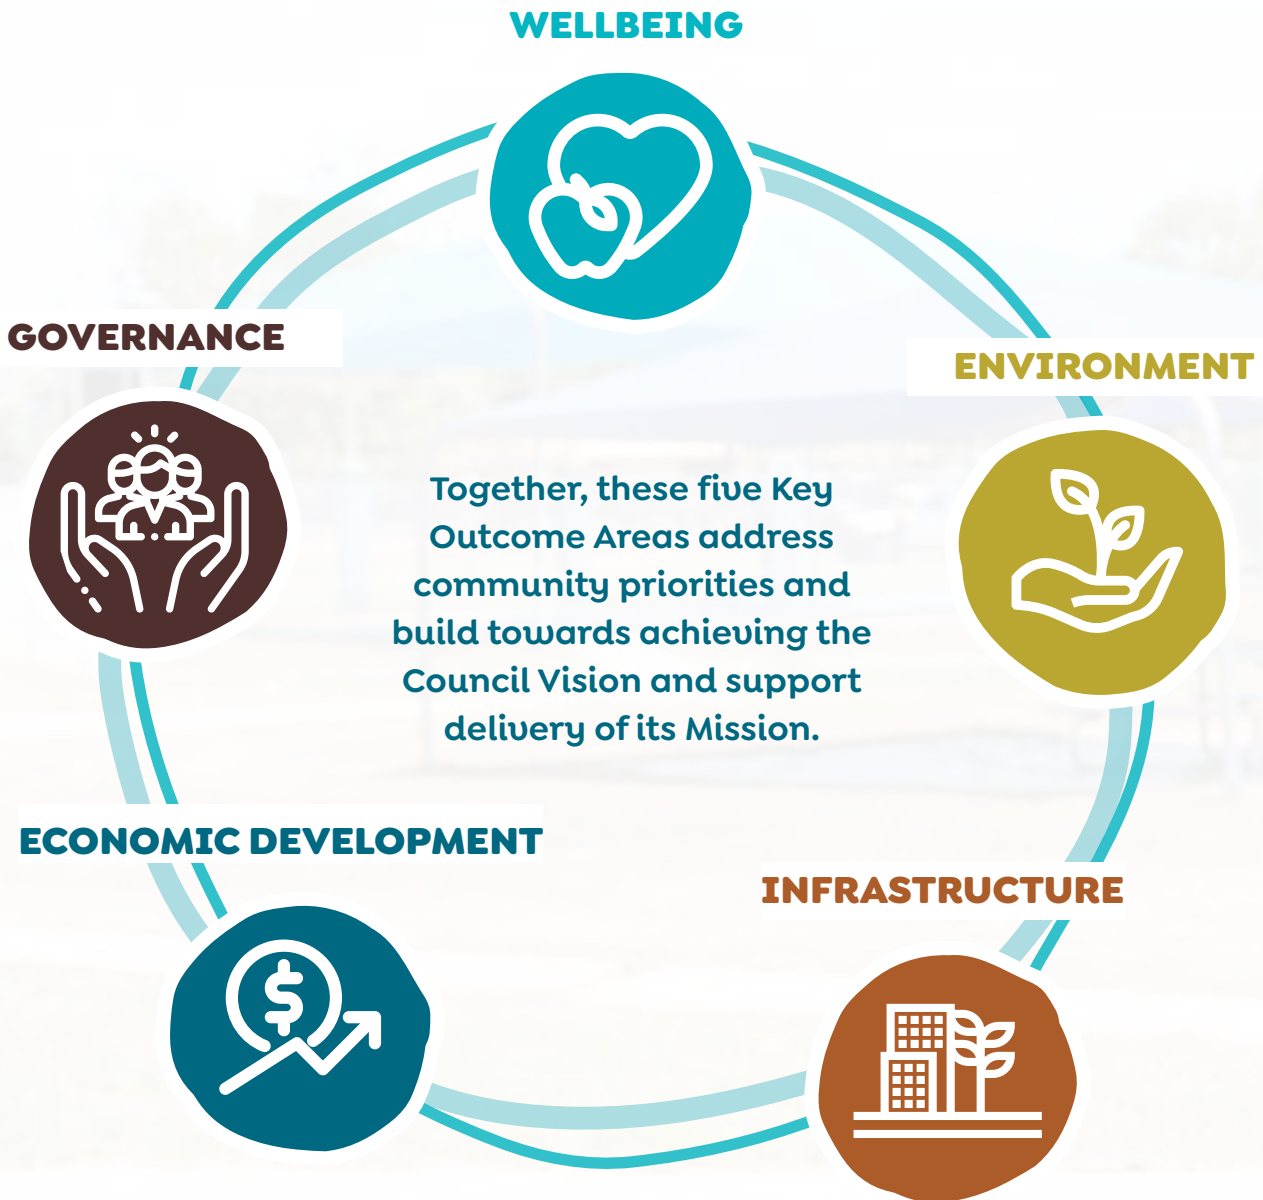 WELLBEING
GOVERNANCE
ENVIRONMENT
Together, these five Key
Outcome Areas address
community priorities and
build towards achieving the
Council Vision and support
delivery of its Mission.
ECONOMIC DEVELOPMENT
INFRASTRUCTURE
$